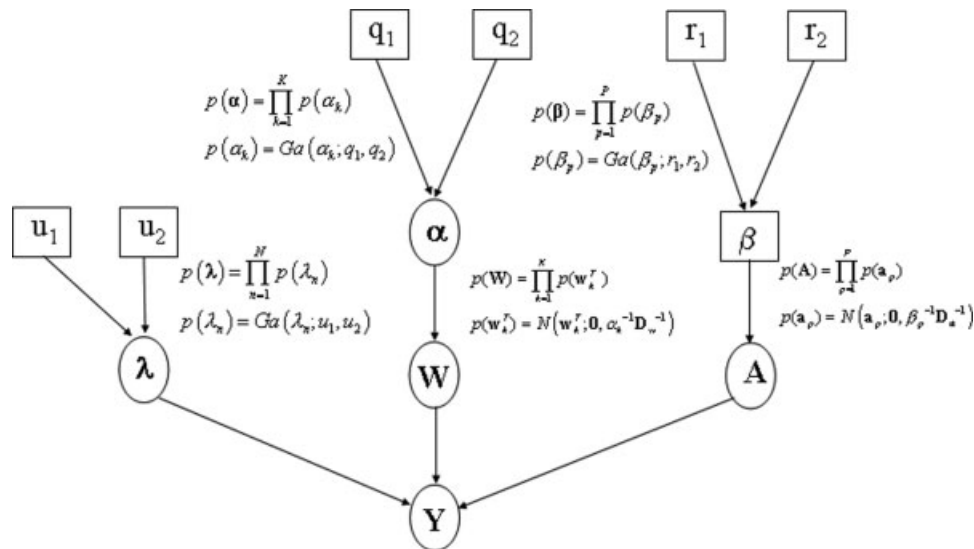 q₁ q₂ r₁ r₂
p(α) = ∏_{k=1}^{K} p(α_k)
p(α_k) = Ga(α_k; q₁, q₂)
p(β) = ∏_{p=1}^{P} p(β_p)
p(β_p) = Ga(β_p; r₁, r₂)
u₁ u₂ α β
p(λ) = ∏_{n=1}^{N} p(λ_n)
p(λ_n) = Ga(λ_n; u₁, u₂)
p(W) = ∏_{k=1}^{K} p(w_k^T)
p(w_k^T) = N(w_k^T; 0, α_k⁻¹ D_w⁻¹)
p(A) = ∏_{p=1}^{P} p(a_p)
p(a_p) = N(a_p; 0, β_p⁻¹ D_a⁻¹)
λ W A
Y